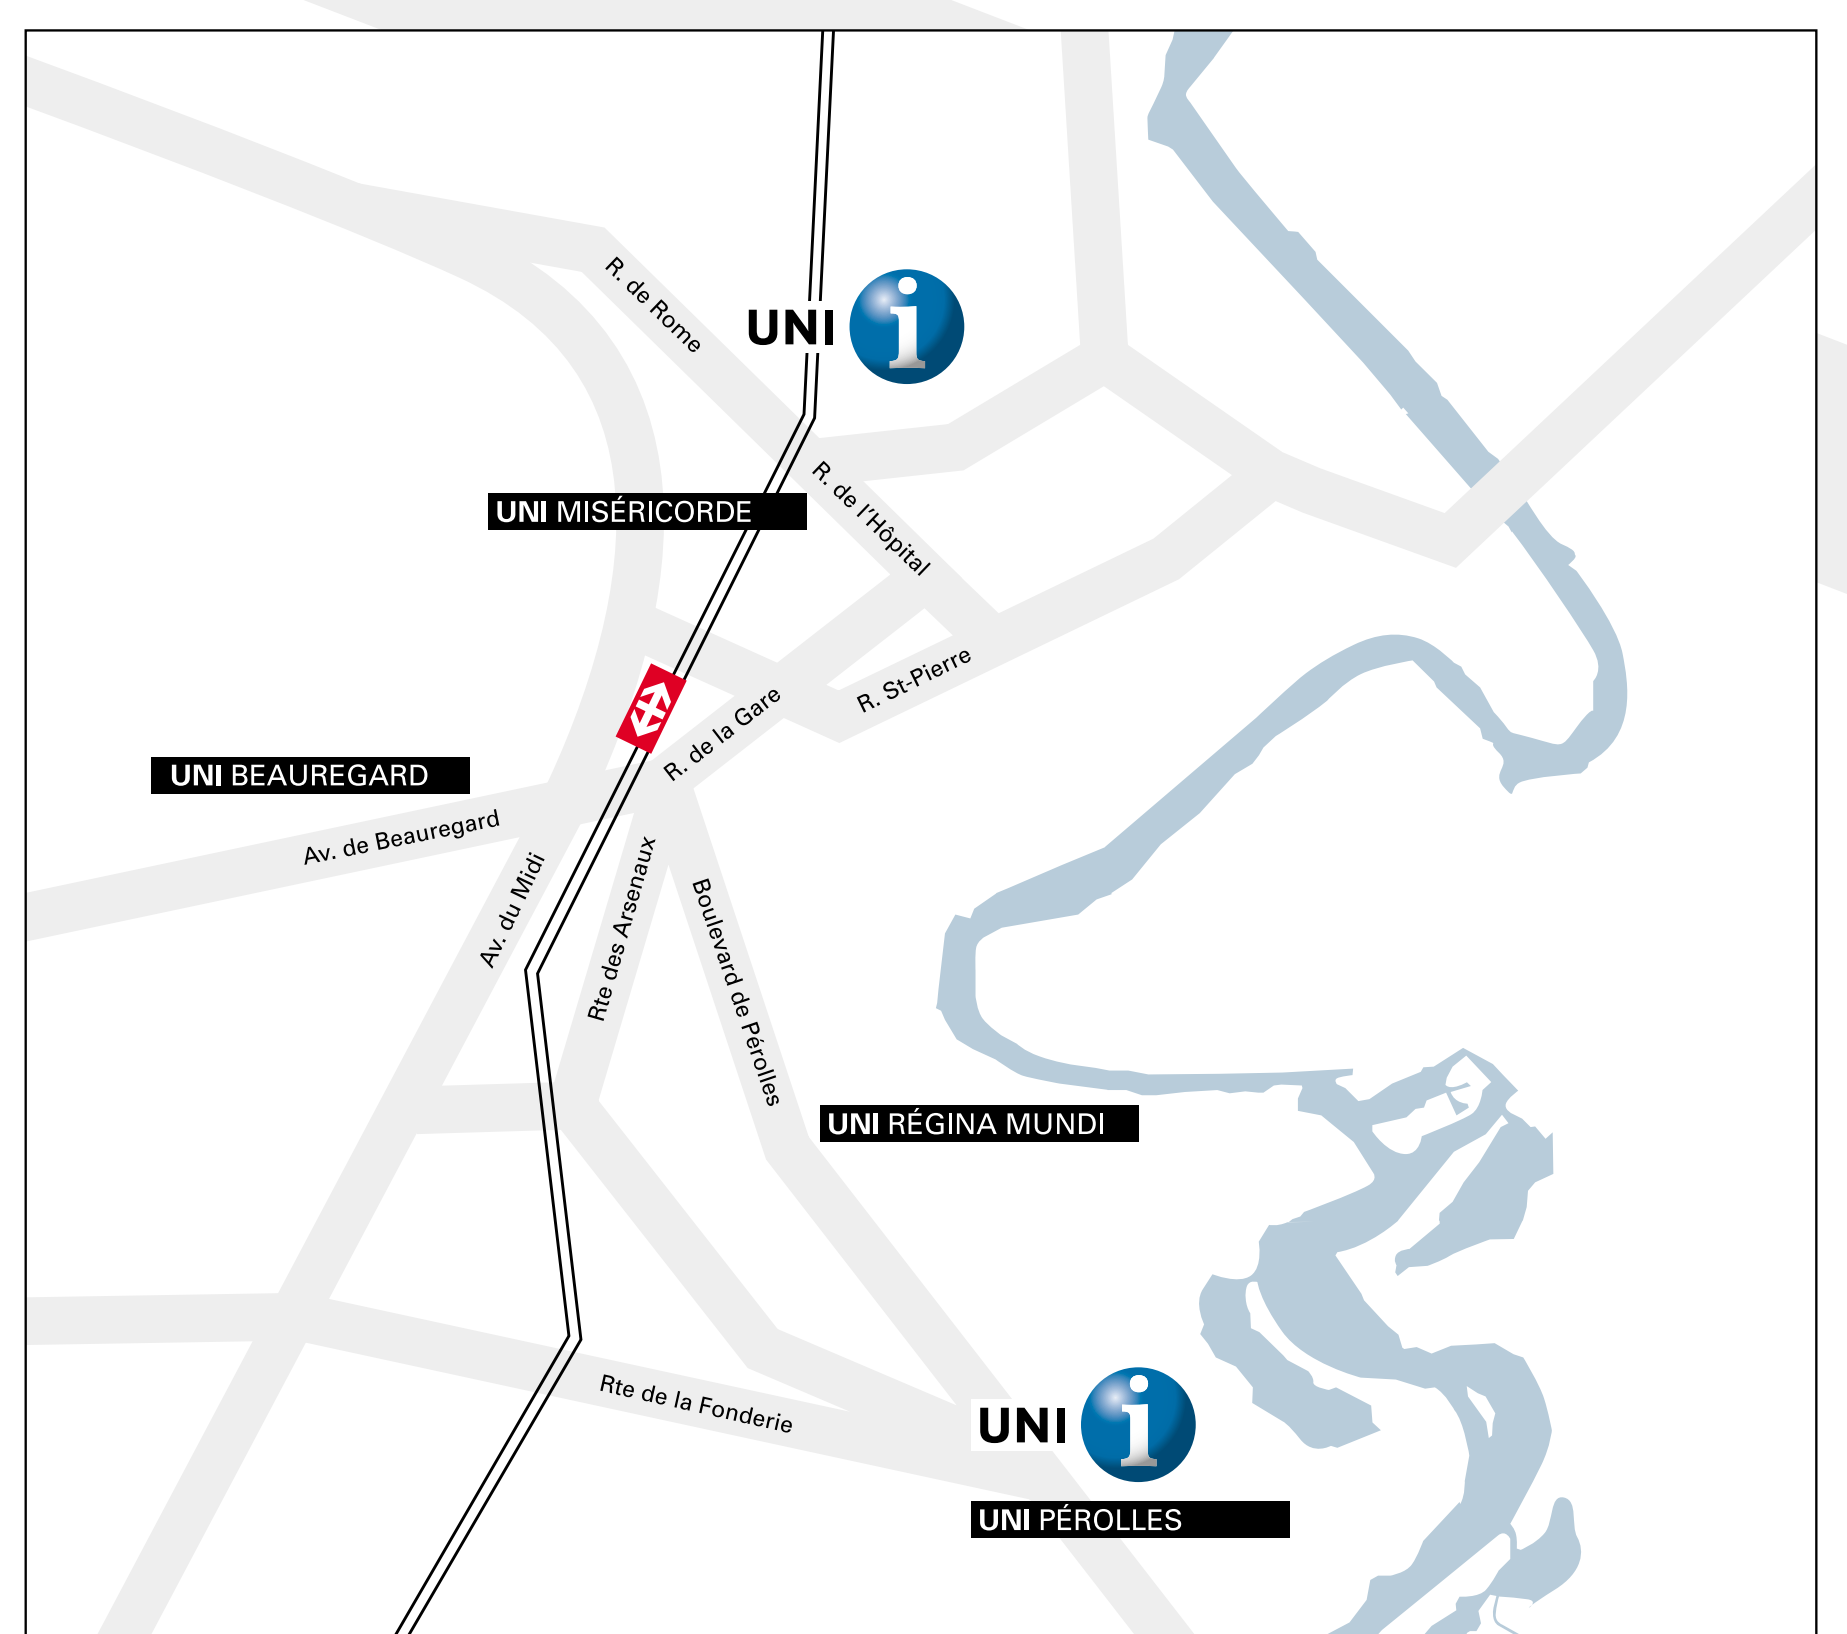 R. de Rome
UNI i
R. de l'Hôpital
UNI MISÉRICORDE
R. St-Pierre
R. de la Gare
UNI BEAUREGARD
Av. de Beauregard
Av. du Midi
Rte des Arsenaux
Boulevard de Pérolles
UNI RÉGINA MUNDI
Rte de la Fonderie
UNI i
UNI PÉROLLES